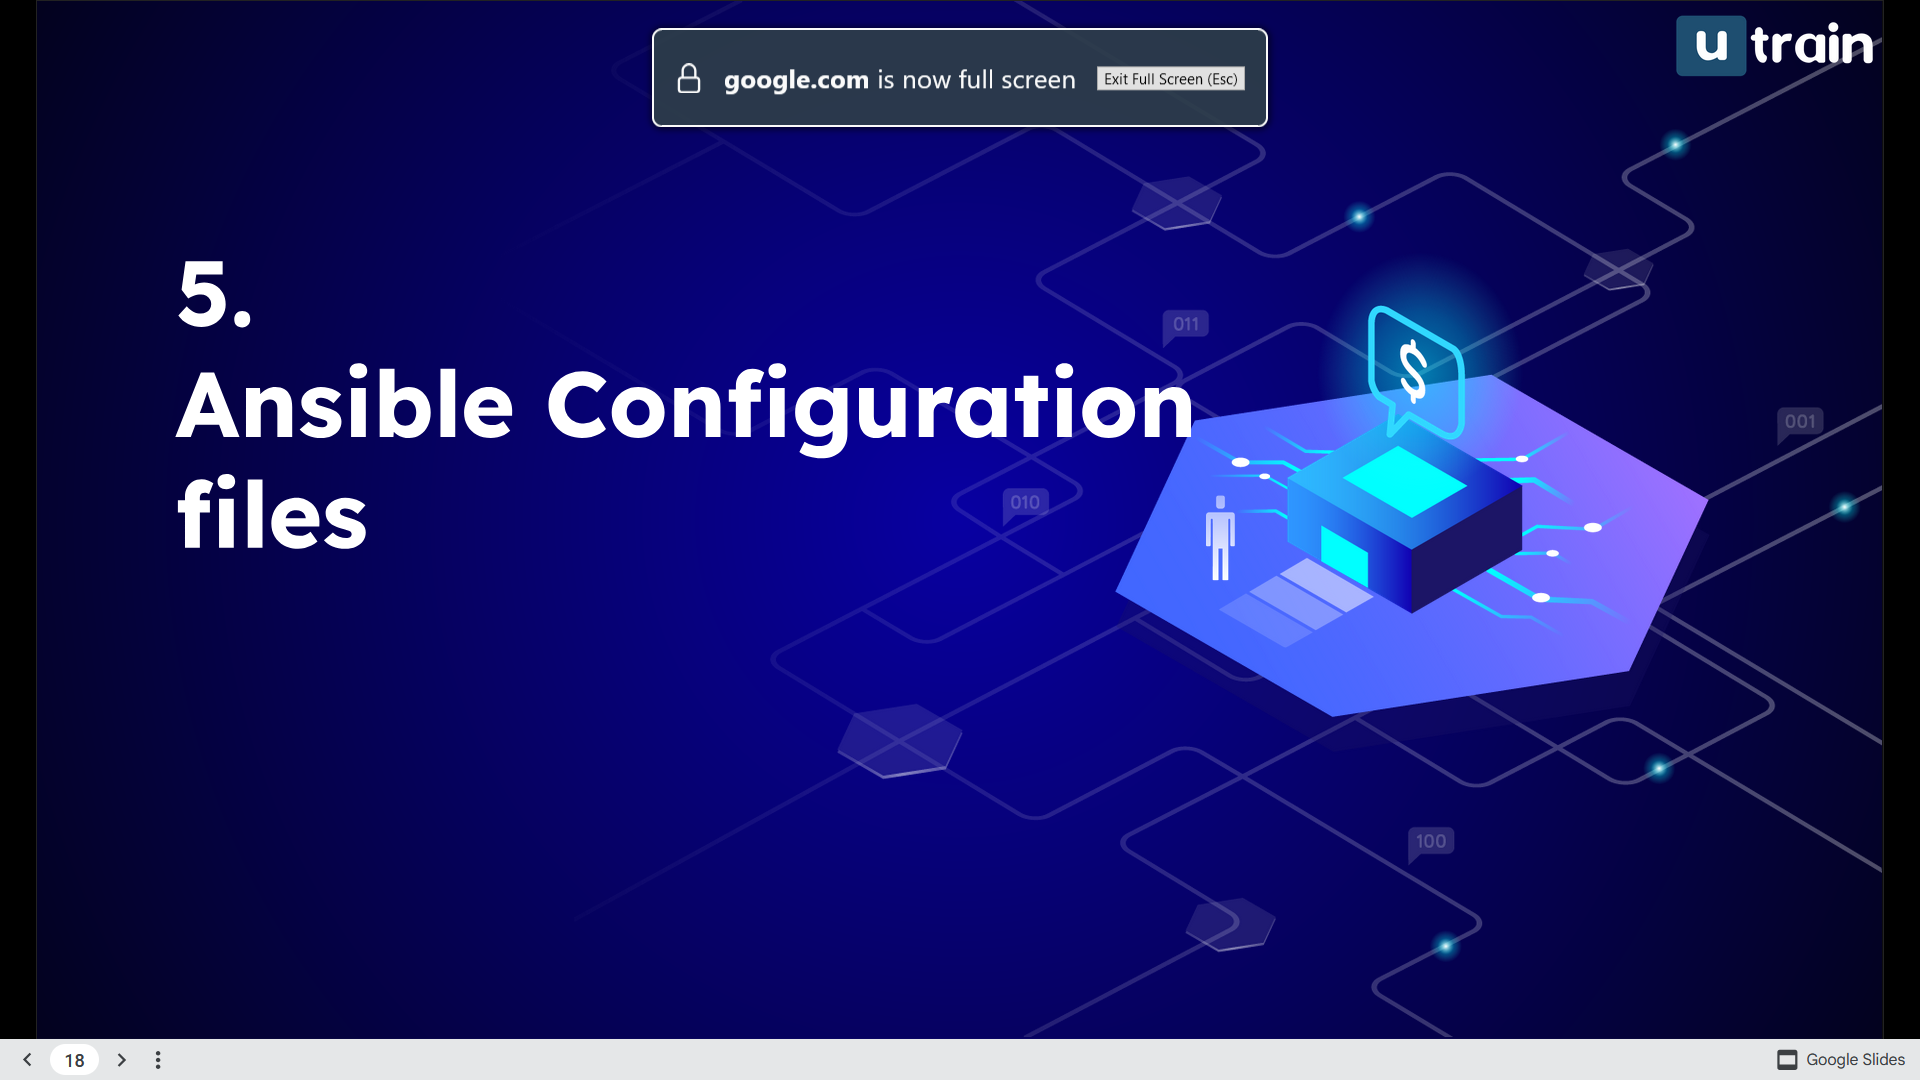 u train
google.com is now full screen
Exit Full Screen (Esc)
5.
Ansible Configuration
files
$
011
001
010
100
18
Google Slides